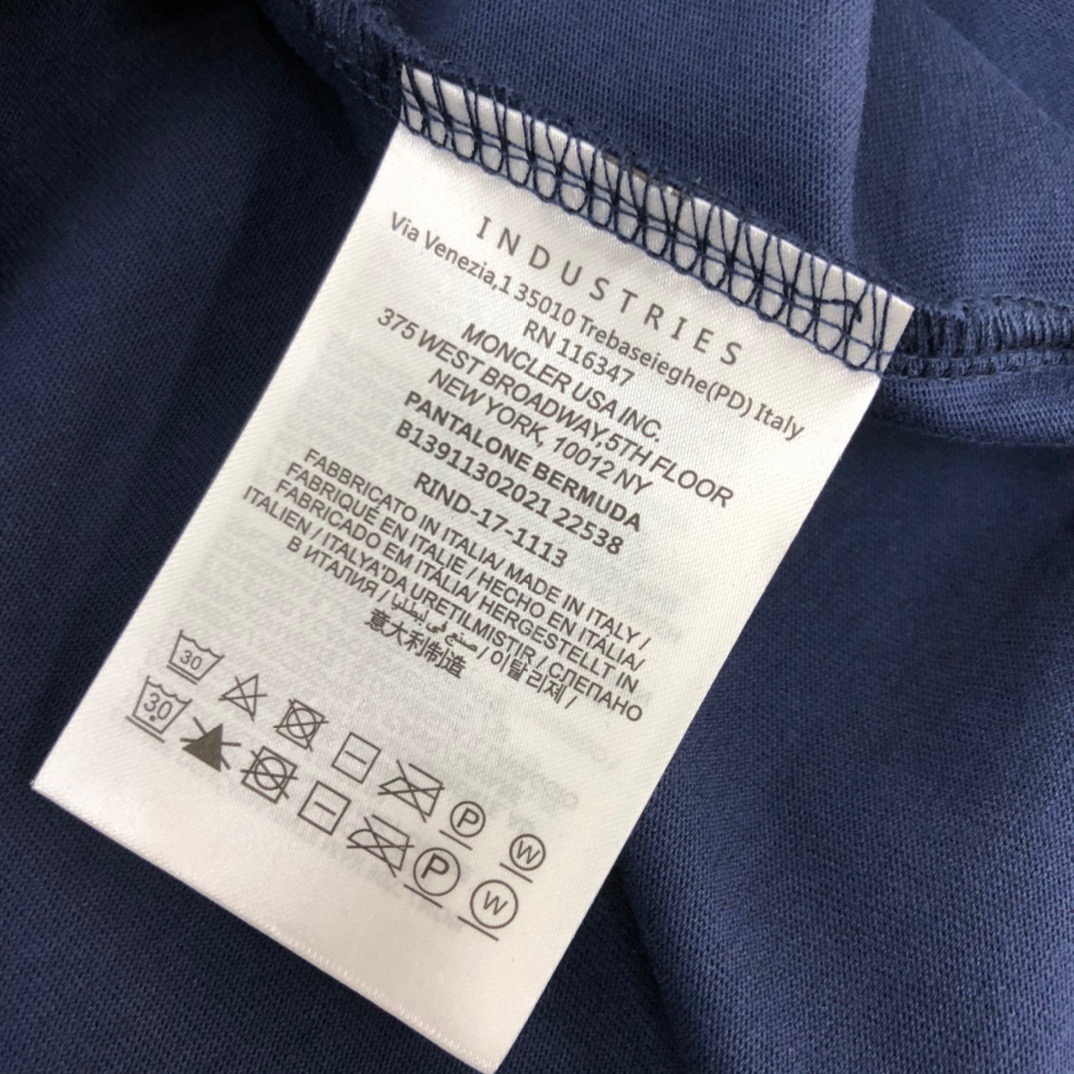 INDUSTRIES
Via Venezia,1 35010 Trebaseieghe(PD) Italy
RN 116347
MONCLER USA INC.
375 WEST BROADWAY,5TH FLOOR
NEW YORK, 10012 NY
PANTALONE BERMUDA
B13911302021 22538
RIND-17-1113
FABBRICATO IN ITALIA/ MADE IN ITALY /
FABRIQUÉ EN ITALIE / HECHO EN ITALIA/
FABRICADO EM ITÁLIA/ HERGESTELLT IN
ITALIEN / ITALYA'DA URETILMISTIR / СЛЕПАНО
В ИТАЛИЯ / صنع في إيطليا / 이탈리제 /
意大利制造
30 P W
30 P W